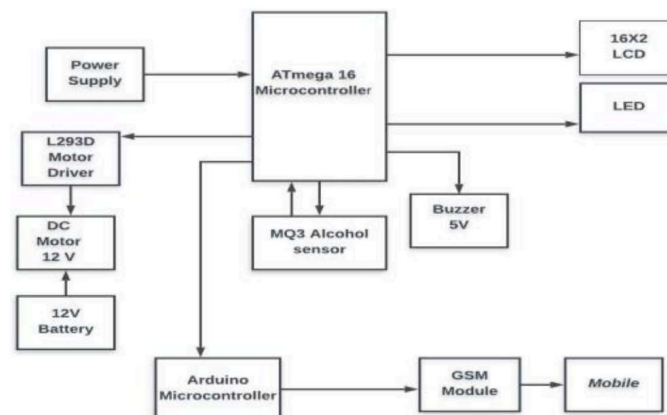 16X2
LCD
Power
Supply
ATmega 16
Microcontroller
LED
L293D
Motor
Driver
Buzzer
5V
DC
Motor
12 V
MQ3 Alcohol
sensor
12V
Battery
Arduino
Microcontroller
GSM
Module
Mobile